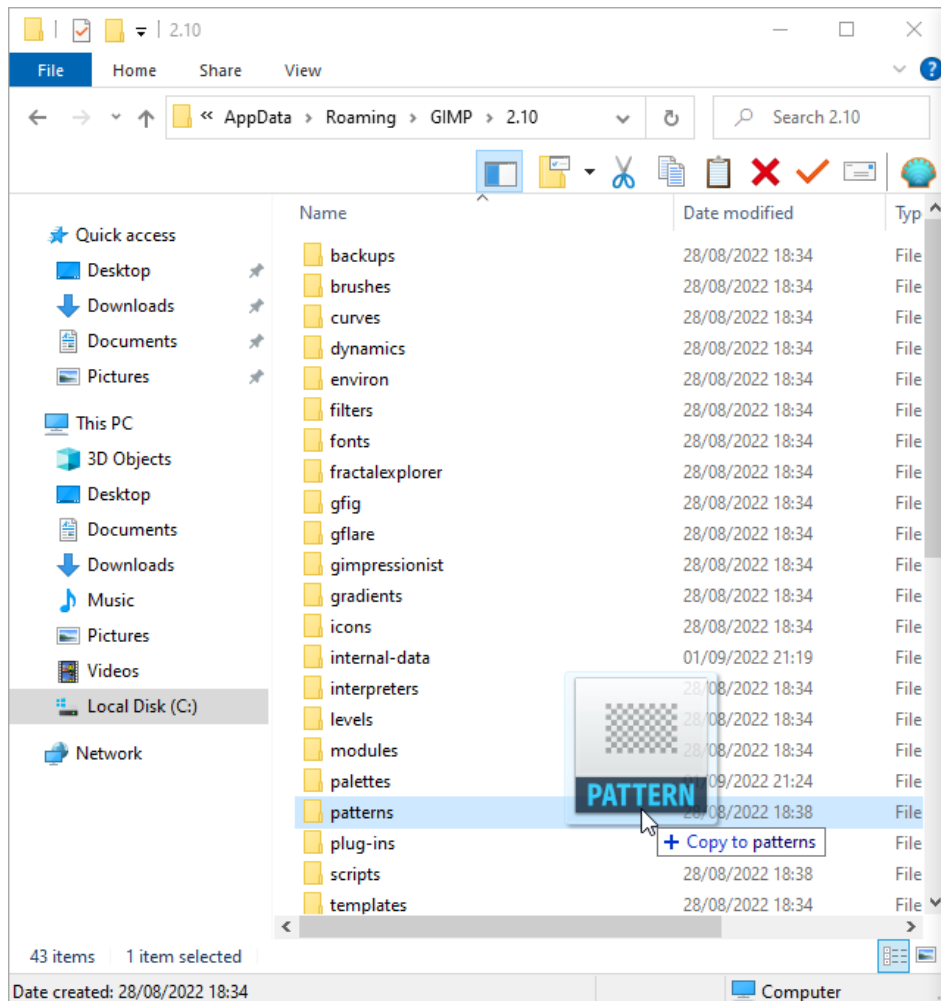 2.10
File Home Share View
« AppData › Roaming › GIMP › 2.10 Search 2.10
Name Date modified Typ
Quick access
Desktop
Downloads
Documents
Pictures
This PC
3D Objects
Desktop
Documents
Downloads
Music
Pictures
Videos
Local Disk (C:)
Network
backups 28/08/2022 18:34 File
brushes 28/08/2022 18:34 File
curves 28/08/2022 18:34 File
dynamics 28/08/2022 18:34 File
environ 28/08/2022 18:34 File
filters 28/08/2022 18:34 File
fonts 28/08/2022 18:34 File
fractalexplorer 28/08/2022 18:34 File
gfig 28/08/2022 18:34 File
gflare 28/08/2022 18:34 File
gimpressionist 28/08/2022 18:34 File
gradients 28/08/2022 18:34 File
icons 28/08/2022 18:34 File
internal-data 01/09/2022 21:19 File
interpreters 28/08/2022 18:34 File
levels 28/08/2022 18:34 File
modules 28/08/2022 18:34 File
palettes 01/09/2022 21:24 File
PATTERN
patterns 28/08/2022 18:38 File
plug-ins File
+ Copy to patterns
scripts 28/08/2022 18:38 File
templates 28/08/2022 18:34 File
43 items 1 item selected
Date created: 28/08/2022 18:34 Computer